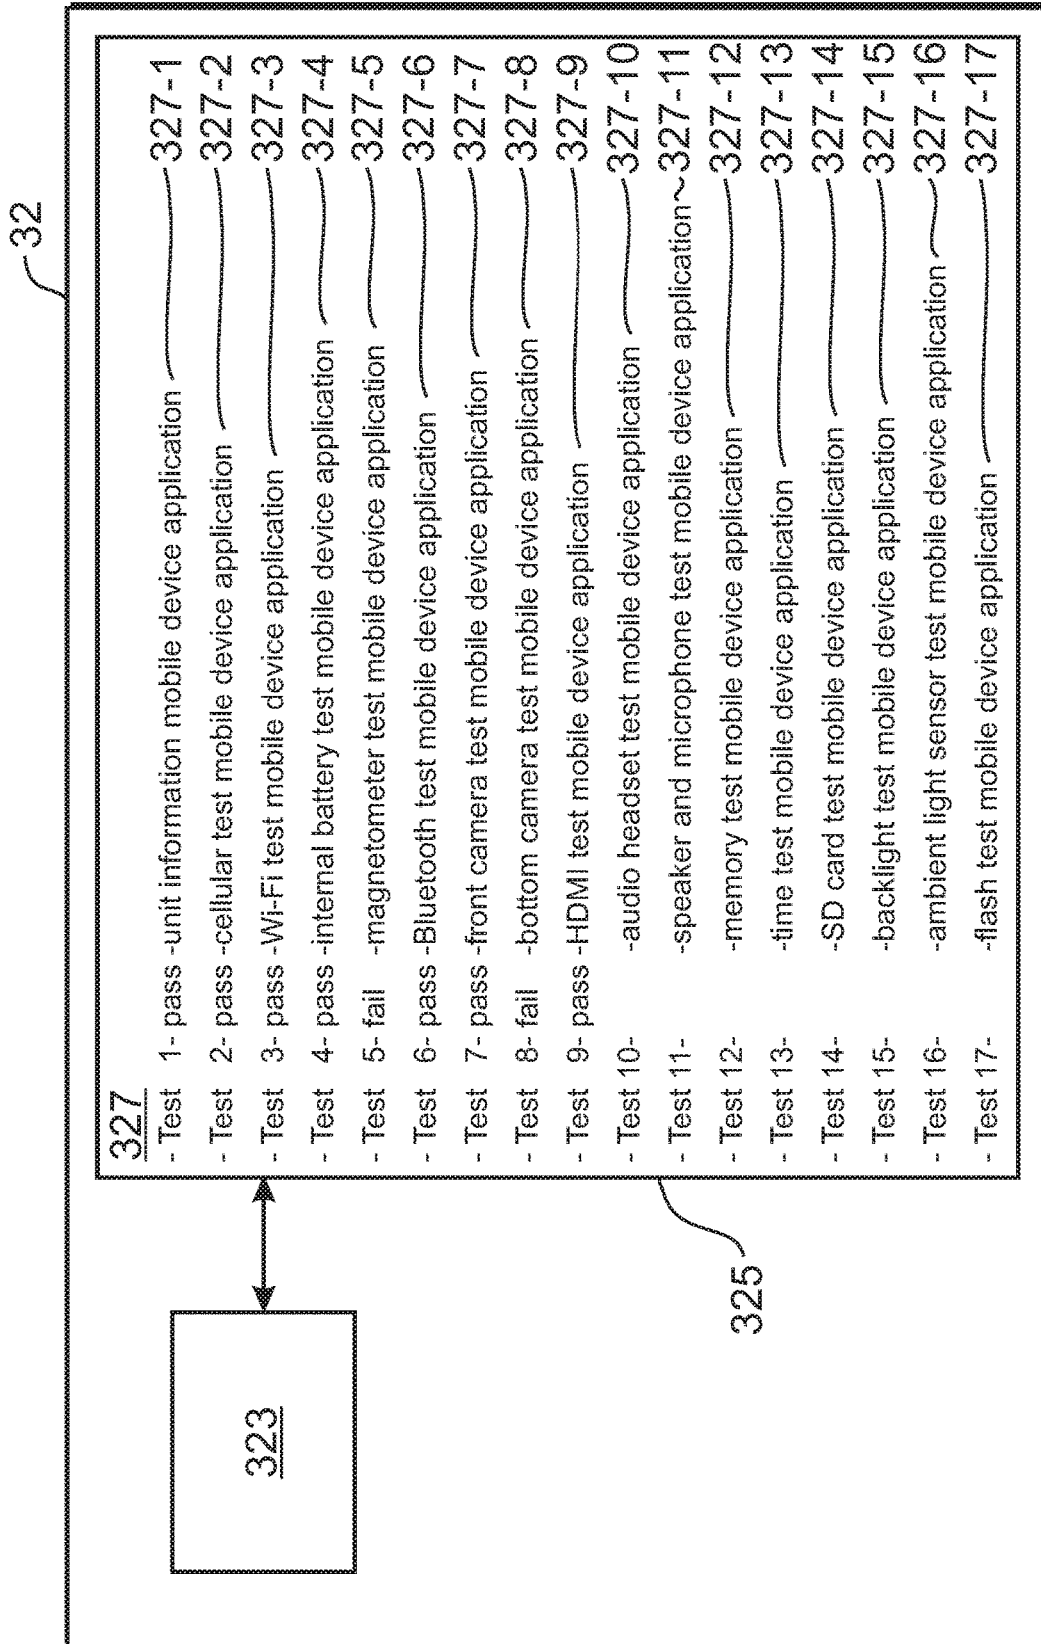 32
327
- Test 1- pass -unit information mobile device application 327-1
- Test 2- pass -cellular test mobile device application 327-2
- Test 3- pass -Wi-Fi test mobile device application 327-3
- Test 4- pass -internal battery test mobile device application 327-4
- Test 5- fail -magnetometer test mobile device application 327-5
- Test 6- pass -Bluetooth test mobile device application 327-6
- Test 7- pass -front camera test mobile device application 327-7
- Test 8- fail -bottom camera test mobile device application 327-8
- Test 9- pass -HDMI test mobile device application 327-9
- Test 10- -audio headset test mobile device application 327-10
- Test 11- -speaker and microphone test mobile device application 327-11
- Test 12- -memory test mobile device application 327-12
- Test 13- -time test mobile device application 327-13
- Test 14- -SD card test mobile device application 327-14
- Test 15- -backlight test mobile device application 327-15
- Test 16- -ambient light sensor test mobile device application 327-16
- Test 17- -flash test mobile device application 327-17
323
325